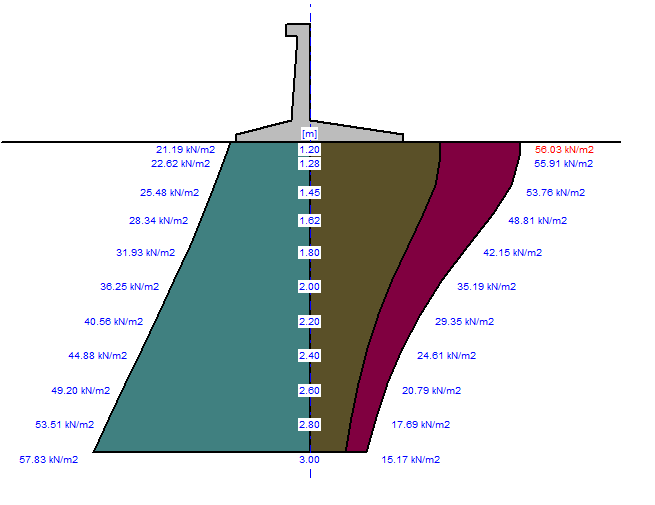 [m]
21.19 kN/m2 1.20 56.03 kN/m2
22.62 kN/m2 1.28 55.91 kN/m2
25.48 kN/m2 1.45 53.76 kN/m2
28.34 kN/m2 1.62 48.81 kN/m2
31.93 kN/m2 1.80 42.15 kN/m2
36.25 kN/m2 2.00 35.19 kN/m2
40.56 kN/m2 2.20 29.35 kN/m2
44.88 kN/m2 2.40 24.61 kN/m2
49.20 kN/m2 2.60 20.79 kN/m2
53.51 kN/m2 2.80 17.69 kN/m2
57.83 kN/m2 3.00 15.17 kN/m2